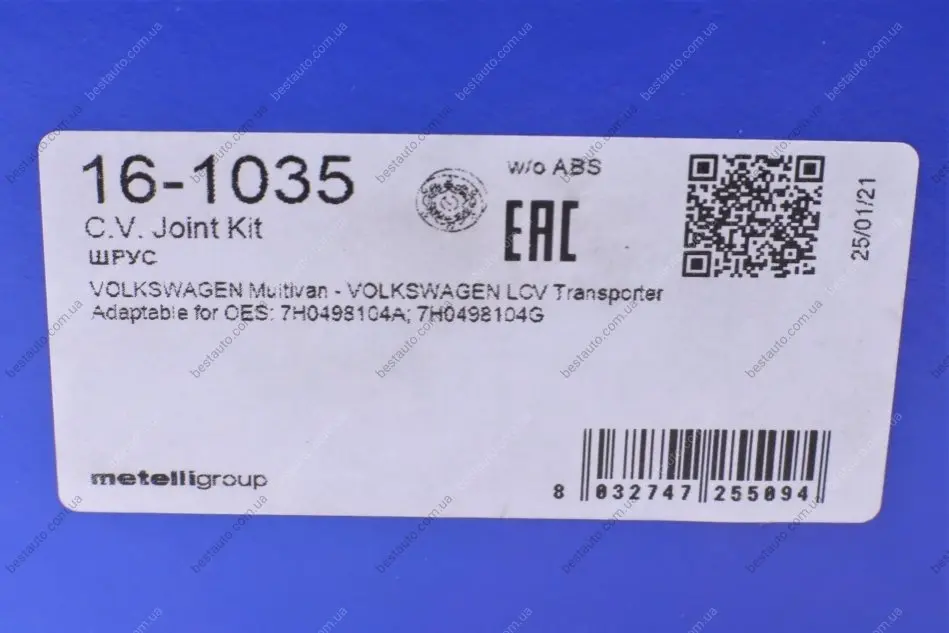 16-1035
C.V. Joint Kit
ШРУС
w/o ABS
EAC
25/01/21
VOLKSWAGEN Multivan - VOLKSWAGEN LCV Transporter
Adaptable for OES: 7H0498104A; 7H0498104G
metelligroup
8 032747 255094
bestauto.com.ua